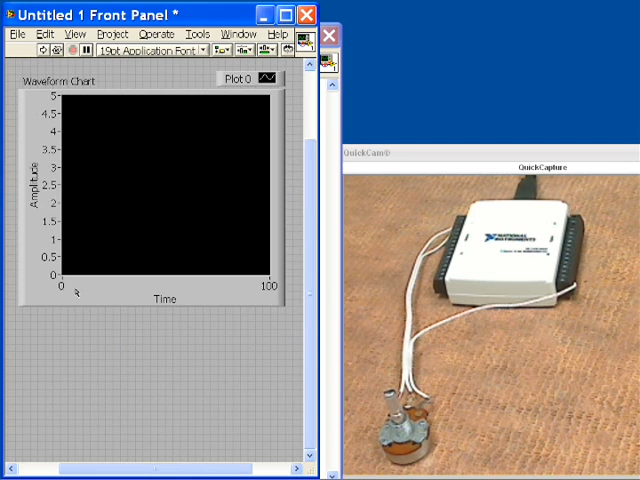 Untitled 1 Front Panel *
File Edit View Project Operate Tools Window Help
19pt Application Font
Waveform Chart
Plot 0
5
4.5
4
3.5
3
2.5
2
1.5
1
0.5
0
Amplitude
0
100
Time
QuickCam®
QuickCapture
NATIONAL
INSTRUMENTS